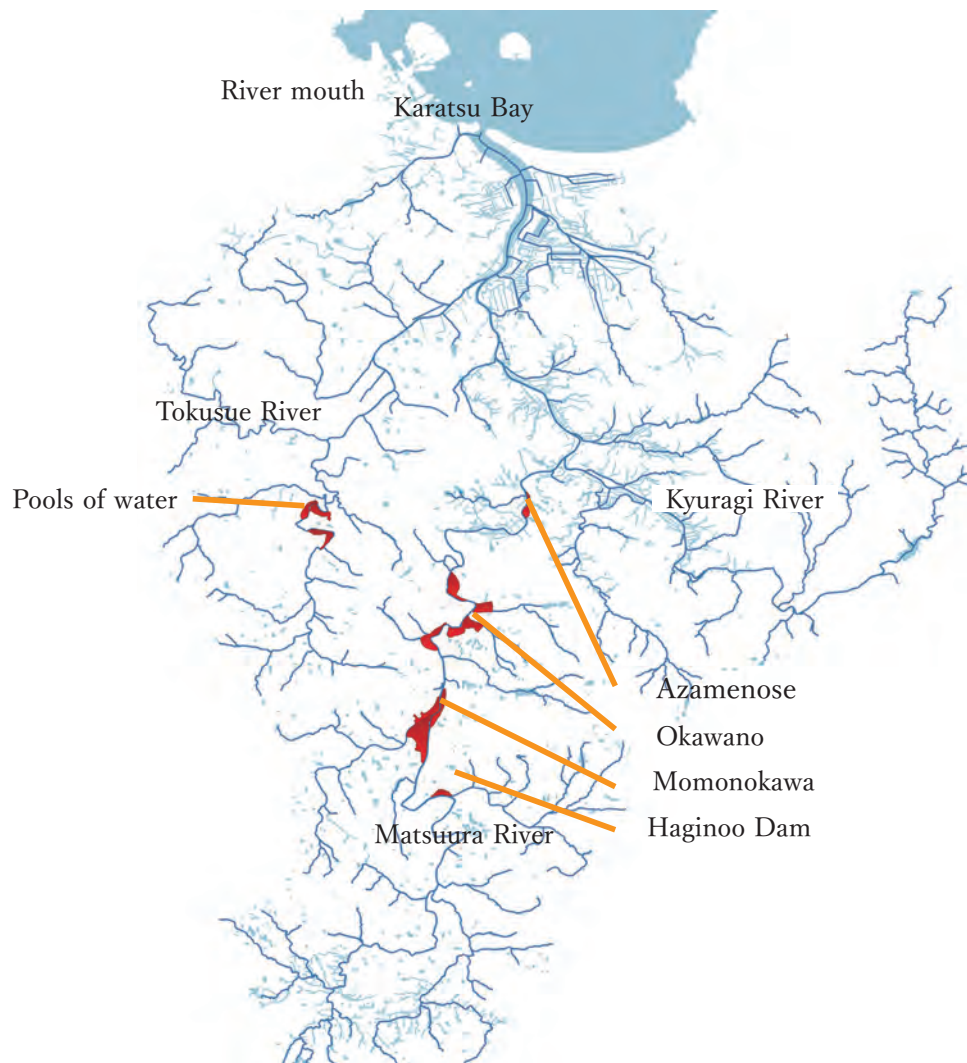 River mouth
Karatsu Bay
Tokusue River
Pools of water
Kyuragi River
Azamenose
Okawano
Momonokawa
Haginoo Dam
Matsuura River